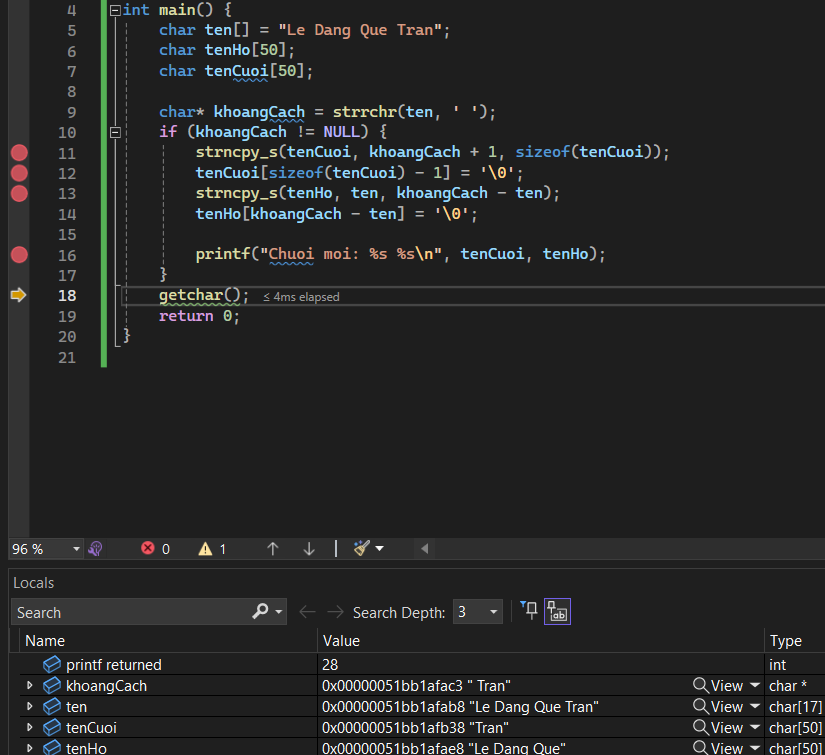 4 int main() {
5 char ten[] = "Le Dang Que Tran";
6 char tenHo[50];
7 char tenCuoi[50];
8
9 char* khoangCach = strrchr(ten, ' ');
10 if (khoangCach != NULL) {
11 strncpy_s(tenCuoi, khoangCach + 1, sizeof(tenCuoi));
12 tenCuoi[sizeof(tenCuoi) - 1] = '\0';
13 strncpy_s(tenHo, ten, khoangCach - ten);
14 tenHo[khoangCach - ten] = '\0';
15
16 printf("Chuoi moi: %s %s\n", tenCuoi, tenHo);
17 }
18 getchar(); ≤ 4ms elapsed
19 return 0;
20 }
21
96 % 0 1
Locals
Search Search Depth: 3
Name Value Type
printf returned 28 int
khoangCach 0x00000051bb1afac3 " Tran" View char *
ten 0x00000051bb1afab8 "Le Dang Que Tran" View char[17]
tenCuoi 0x00000051bb1afb38 "Tran" View char[50]
tenHo 0x00000051bb1afae8 "Le Dang Que" View char[50]